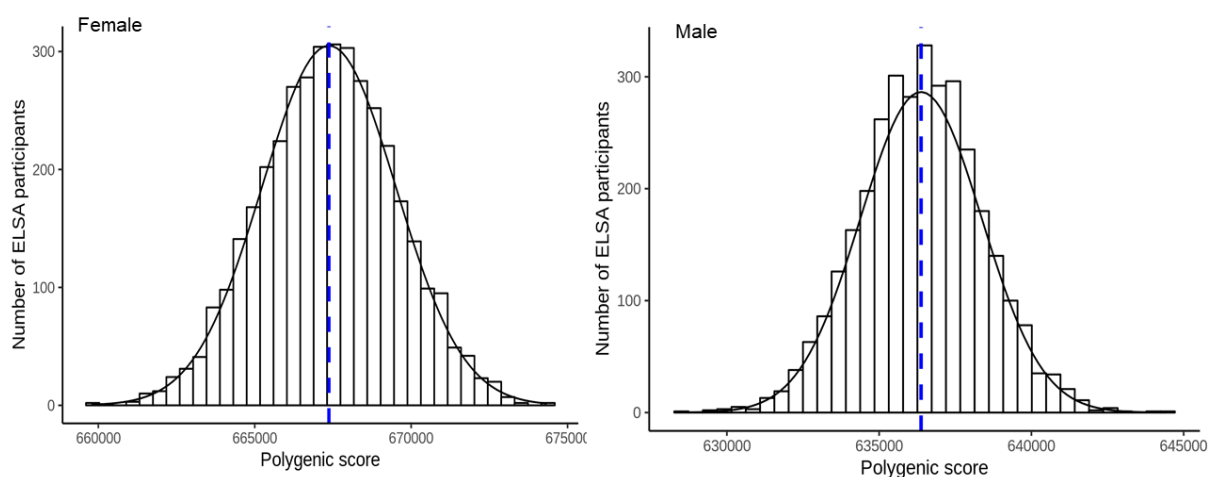 Female
Number of ELSA participants
300
200
100
0
660000 665000 670000 675000
Polygenic score
Male
Number of ELSA participants
300
200
100
0
630000 635000 640000 645000
Polygenic score